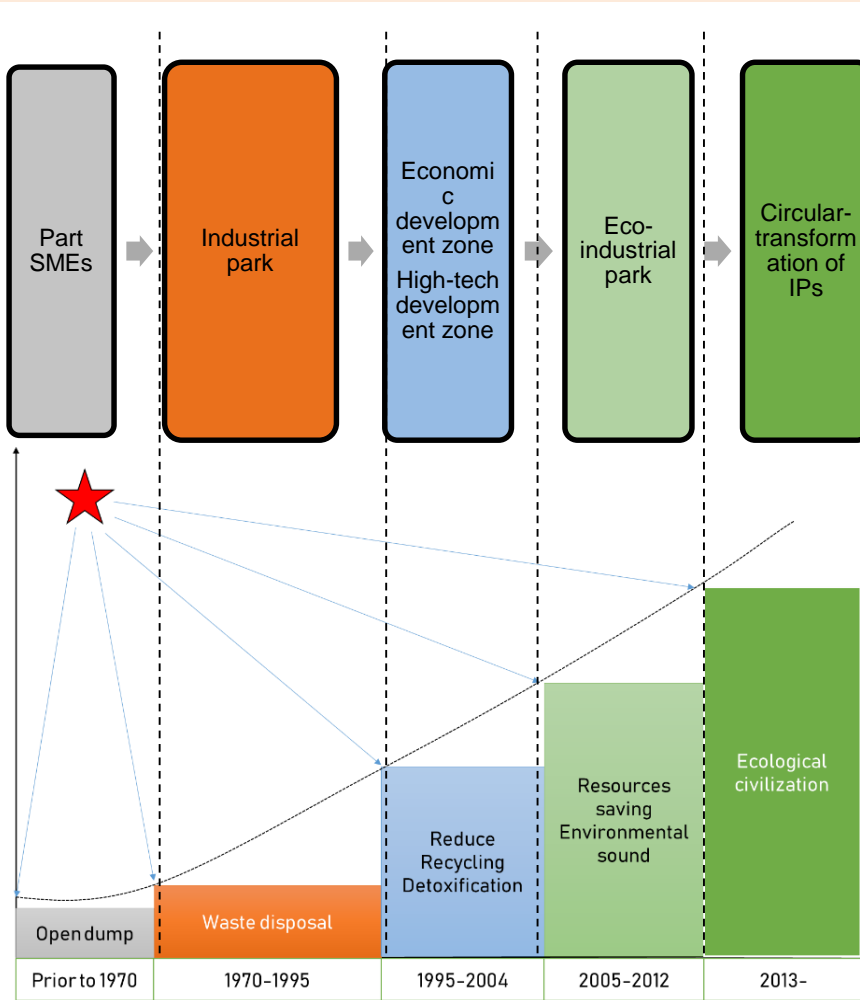 Part
SMEs
Industrial
park
Economi
c
developm
ent zone
High-tech
developm
ent zone
Eco-
industrial
park
Circular-
transform
ation of
IPs
Open dump
Waste disposal
Reduce
Recycling
Detoxification
Resources
saving
Environmental
sound
Ecological
civilization
Prior to 1970
1970-1995
1995-2004
2005-2012
2013-